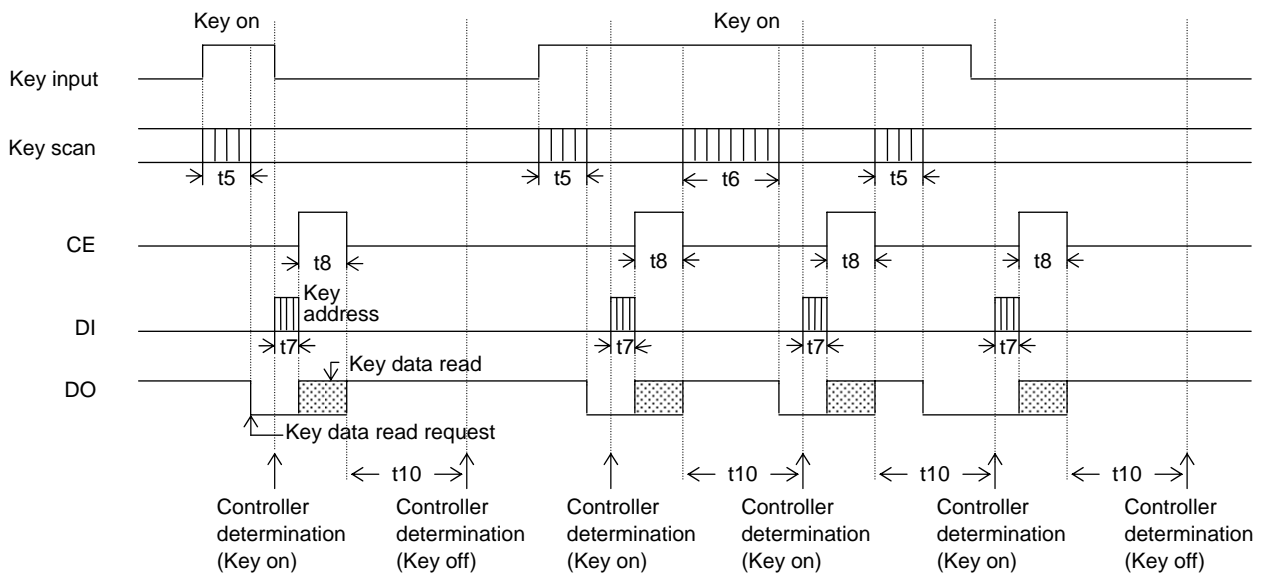 Key on
Key on
Key input
Key scan
t5
t5
t6
t5
CE
t8
t8
t8
t8
Key
address
DI
t7
t7
t7
t7
Key data read
DO
Key data read request
t10
t10
t10
t10
Controller
determination
(Key on)
Controller
determination
(Key off)
Controller
determination
(Key on)
Controller
determination
(Key on)
Controller
determination
(Key on)
Controller
determination
(Key off)